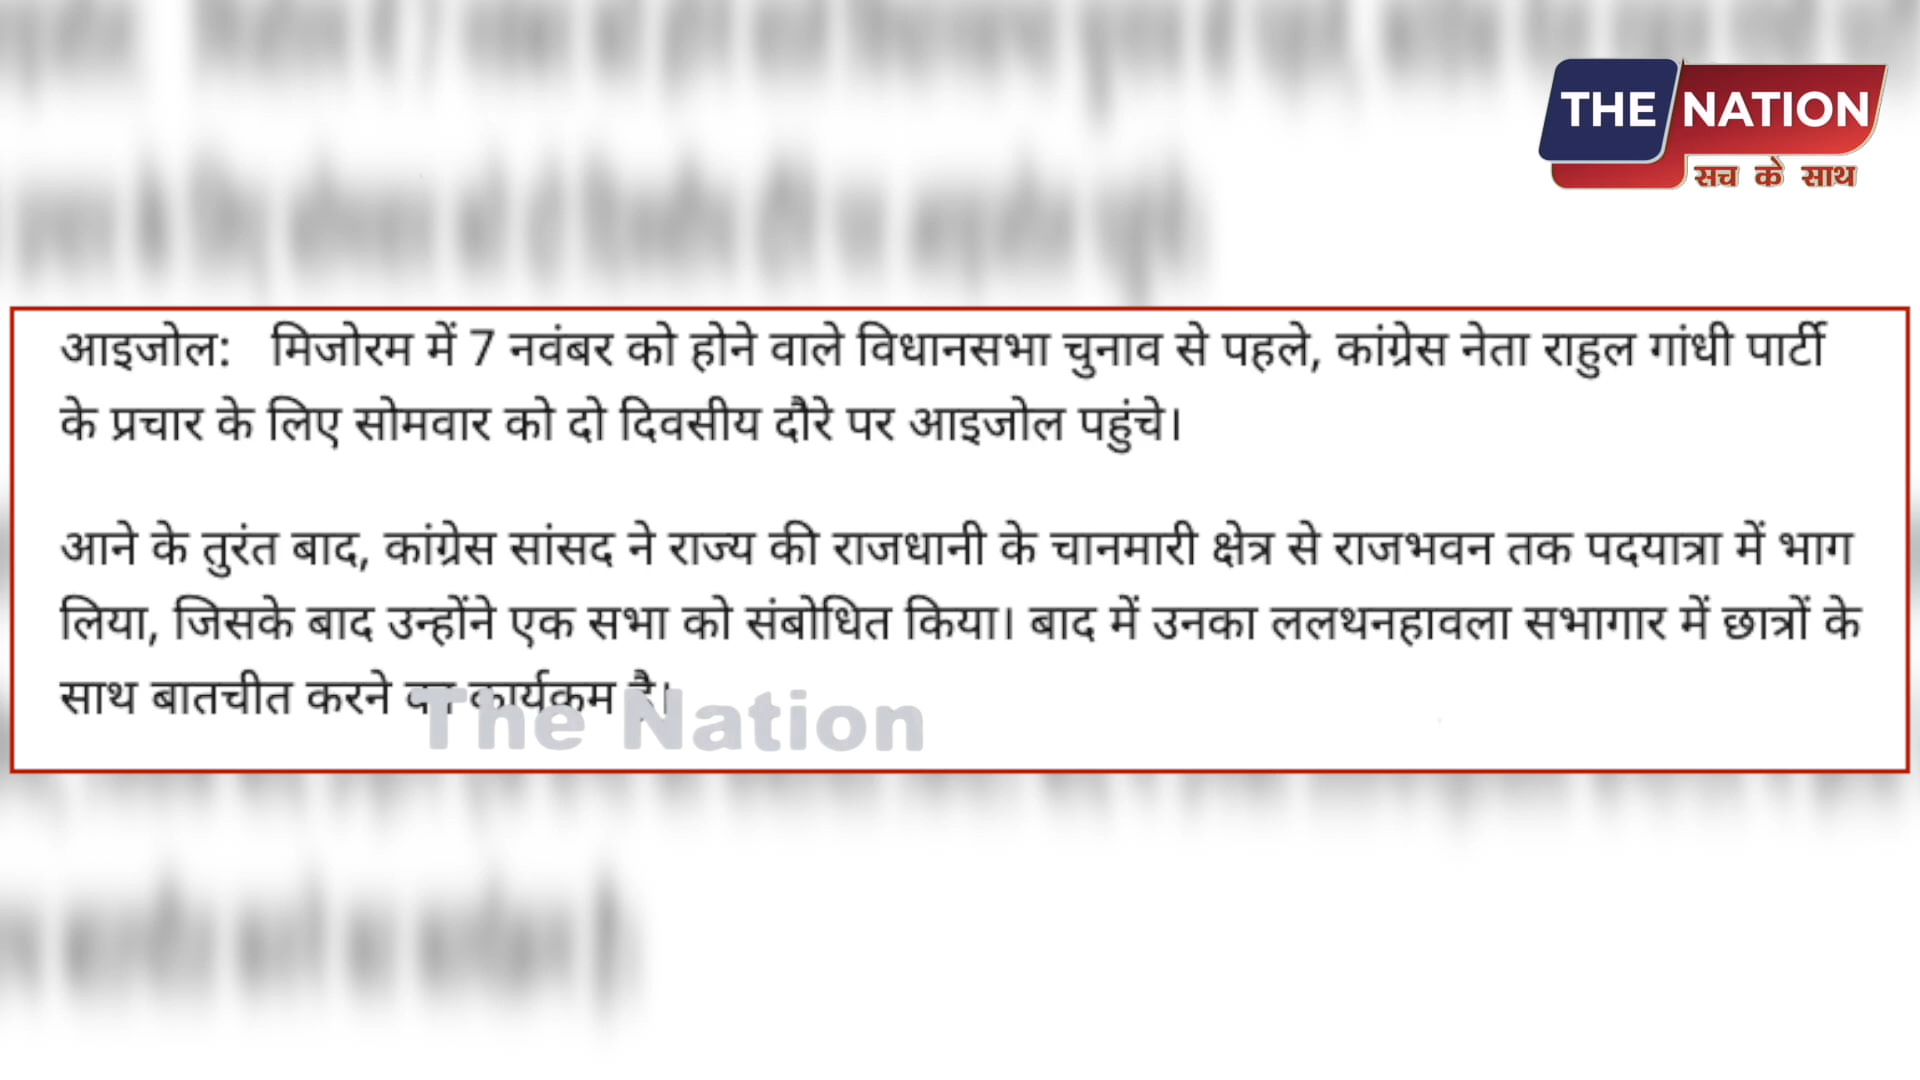 THE NATION
सच के साथ
आइजोल: मिजोरम में 7 नवंबर को होने वाले विधानसभा चुनाव से पहले, कांग्रेस नेता राहुल गांधी पार्टी
के प्रचार के लिए सोमवार को दो दिवसीय दौरे पर आइजोल पहुंचे।
आने के तुरंत बाद, कांग्रेस सांसद ने राज्य की राजधानी के चानमारी क्षेत्र से राजभवन तक पदयात्रा में भाग
लिया, जिसके बाद उन्होंने एक सभा को संबोधित किया। बाद में उनका ललथनहावला सभागार में छात्रों के
साथ बातचीत करने का कार्यक्रम है।
The Nation